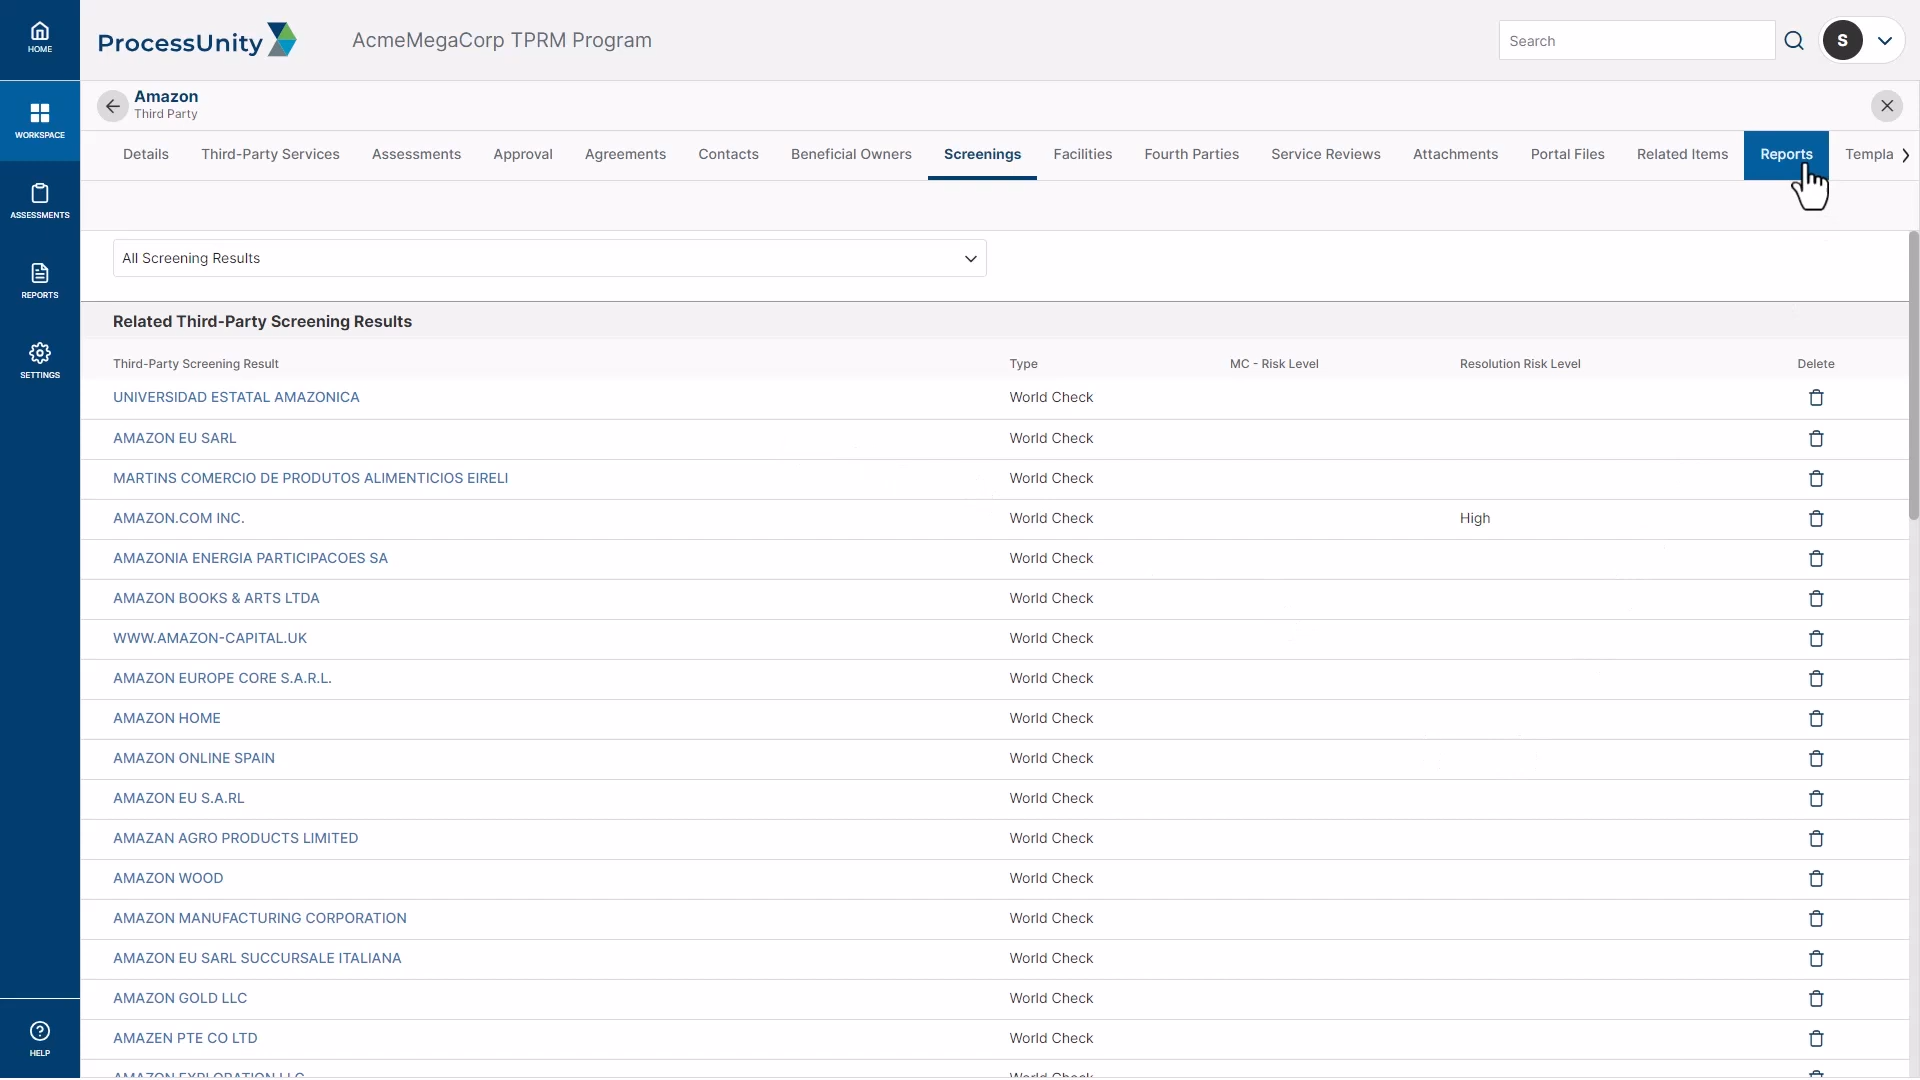 HOME
ProcessUnity
AcmeMegaCorp TPRM Program
Search
S
Amazon
Third Party
WORKSPACE
Details
Third-Party Services
Assessments
Approval
Agreements
Contacts
Beneficial Owners
Screenings
Facilities
Fourth Parties
Service Reviews
Attachments
Portal Files
Related Items
Reports
Templa
ASSESSMENTS
REPORTS
SETTINGS
HELP
All Screening Results
Related Third-Party Screening Results
Third-Party Screening Result Type MC - Risk Level Resolution Risk Level Delete
UNIVERSIDAD ESTATAL AMAZONICA World Check
AMAZON EU SARL World Check
MARTINS COMERCIO DE PRODUTOS ALIMENTICIOS EIRELI World Check
AMAZON.COM INC. World Check High
AMAZONIA ENERGIA PARTICIPACOES SA World Check
AMAZON BOOKS & ARTS LTDA World Check
WWW.AMAZON-CAPITAL.UK World Check
AMAZON EUROPE CORE S.A.R.L. World Check
AMAZON HOME World Check
AMAZON ONLINE SPAIN World Check
AMAZON EU S.A.RL World Check
AMAZAN AGRO PRODUCTS LIMITED World Check
AMAZON WOOD World Check
AMAZON MANUFACTURING CORPORATION World Check
AMAZON EU SARL SUCCURSALE ITALIANA World Check
AMAZON GOLD LLC World Check
AMAZEN PTE CO LTD World Check
AMAZON EXPLORATION LLC World Check